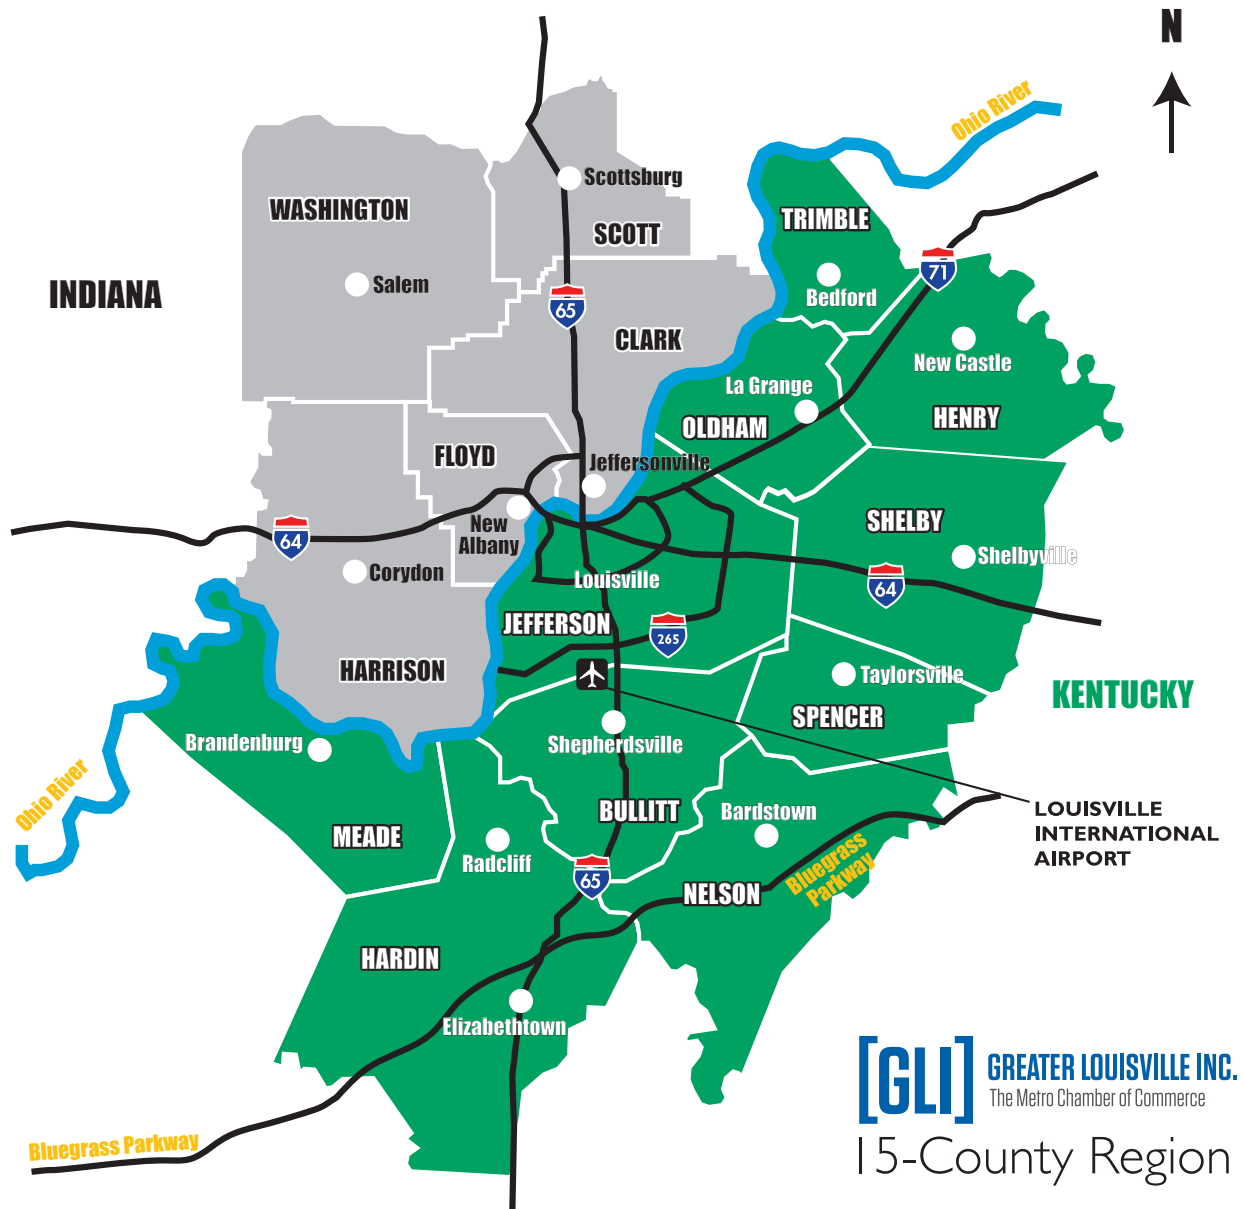 N
Ohio River
Scottsburg
WASHINGTON
TRIMBLE
SCOTT
71
Salem
INDIANA
Bedford
65
CLARK
New Castle
La Grange
HENRY
OLDHAM
FLOYD
Jeffersonville
SHELBY
New
Albany
64
Shelbyville
Corydon
Louisville
64
JEFFERSON
265
HARRISON
Taylorsville
KENTUCKY
SPENCER
Brandenburg
Shepherdsville
Ohio River
BULLITT
Bardstown
LOUISVILLE
INTERNATIONAL
AIRPORT
MEADE
Radcliff
65
Bluegrass
Parkway
NELSON
HARDIN
Elizabethtown
[GLI]
GREATER LOUISVILLE INC.
The Metro Chamber of Commerce
Bluegrass Parkway
15-County Region